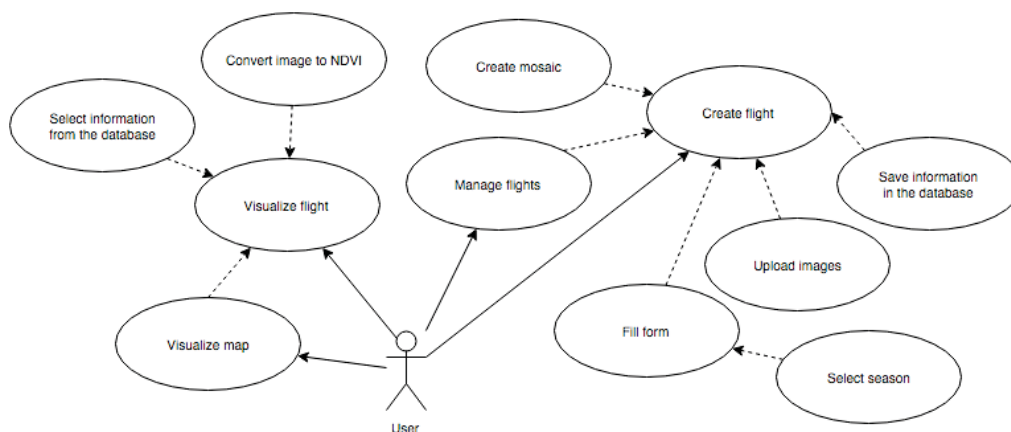 Convert image to NDVI
Create mosaic
Select information
from the database
Create flight
Visualize flight
Manage flights
Save information
in the database
Upload images
Visualize map
Fill form
Select season
User